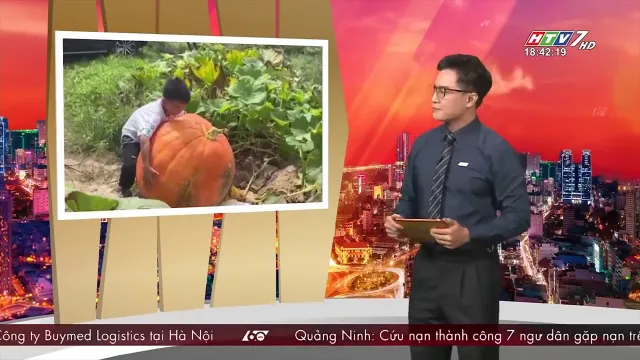 HTV7 HD
18:42:19
Công ty Buymed Logistics tại Hà Nội 60 Quảng Ninh: Cứu nạn thành công 7 ngư dân gặp nạn